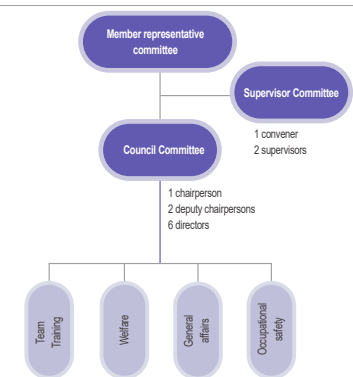 Member representative
committee
Supervisor Committee
1 convener
2 supervisors
Council Committee
1 chairperson
2 deputy chairpersons
6 directors
Team
Training
Welfare
General
affairs
Occupational
safety